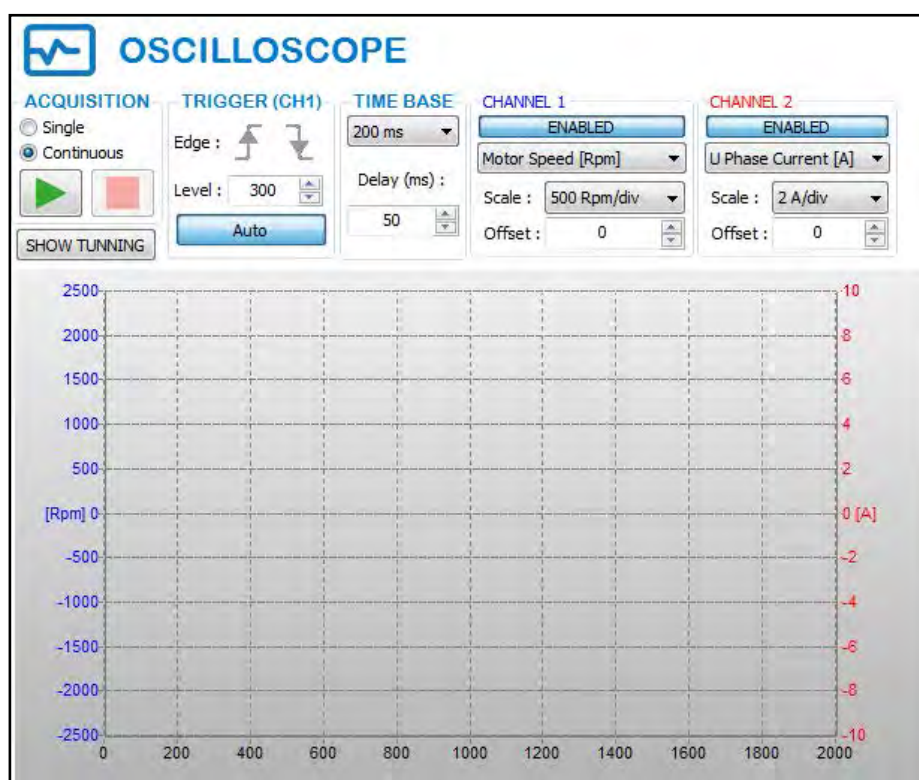 OSCILLOSCOPE
ACQUISITION
Single
Continuous
SHOW TUNNING
TRIGGER (CH1)
Edge :
Level : 300
Auto
TIME BASE
200 ms
Delay (ms) :
50
CHANNEL 1
ENABLED
Motor Speed [Rpm]
Scale : 500 Rpm/div
Offset : 0
CHANNEL 2
ENABLED
U Phase Current [A]
Scale : 2 A/div
Offset : 0
2500 10
2000 8
1500 6
1000 4
500 2
[Rpm] 0 0 [A]
-500 -2
-1000 -4
-1500 -6
-2000 -8
-2500 -10
0 200 400 600 800 1000 1200 1400 1600 1800 2000